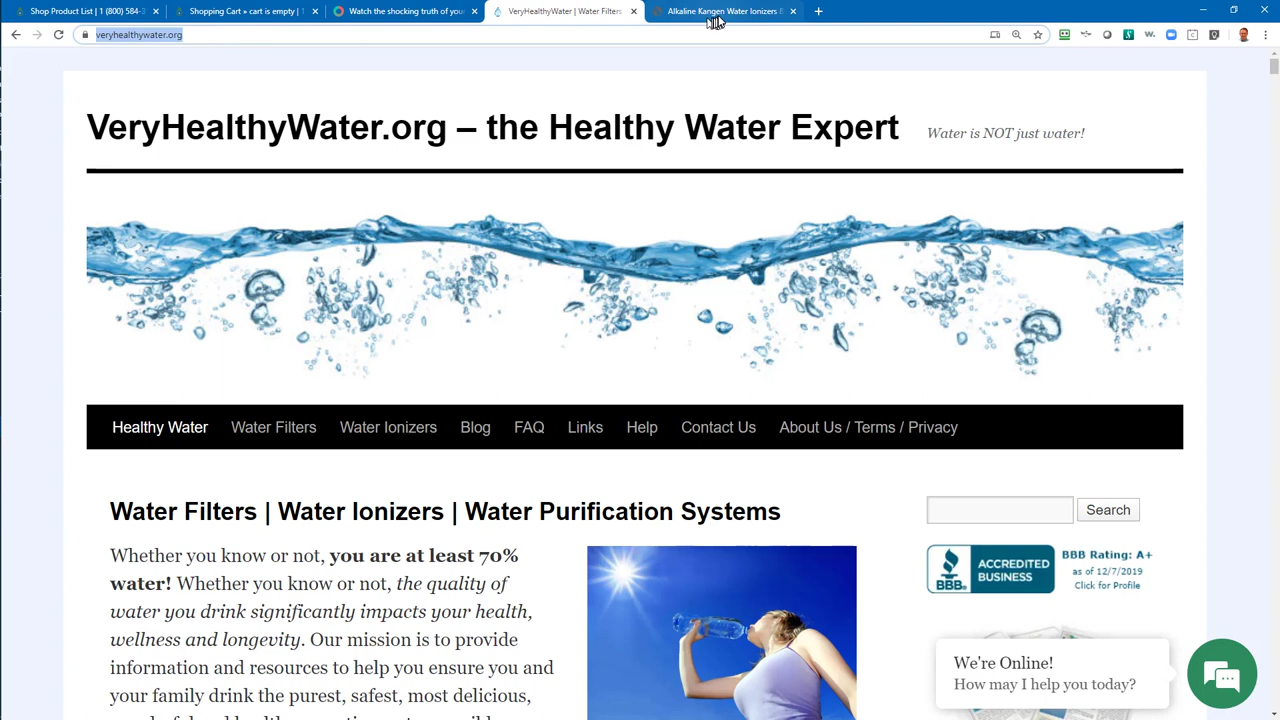 Shop Product List | 1 (800) 584-3
Shopping Cart » cart is empty | 1
Watch the shocking truth of your
VeryHealthyWater | Water Filters
Alkaline Kangen Water Ionizers &
veryhealthywater.org
VeryHealthyWater.org – the Healthy Water Expert
Water is NOT just water!
Healthy Water Water Filters Water Ionizers Blog FAQ Links Help Contact Us About Us / Terms / Privacy
Water Filters | Water Ionizers | Water Purification Systems
Whether you know or not, you are at least 70%
water! Whether you know or not, the quality of
water you drink significantly impacts your health,
wellness and longevity. Our mission is to provide
information and resources to help you ensure you and
your family drink the purest, safest, most delicious,
Search
BBB
ACCREDITED
BUSINESS
BBB Rating: A+
as of 12/7/2019
Click for Profile
We're Online!
How may I help you today?